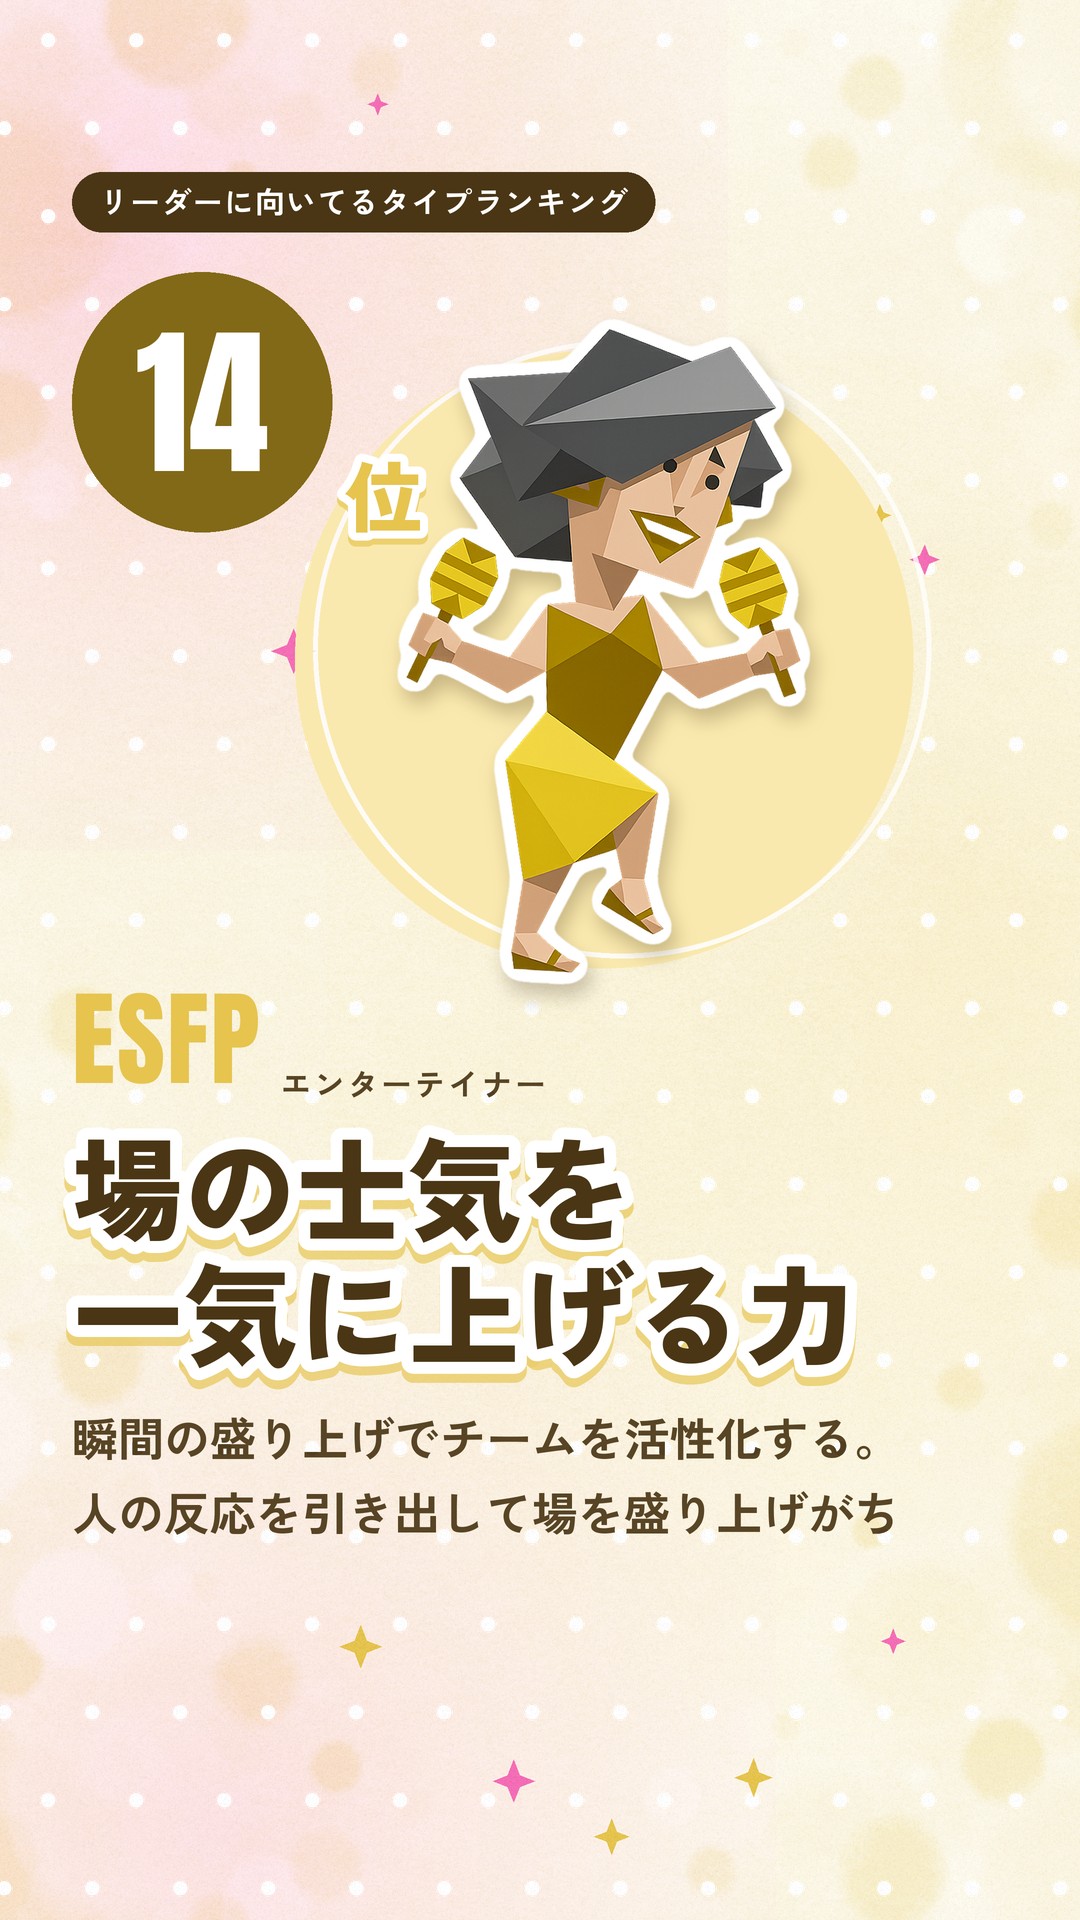 リーダーに向いてるタイプランキング
14
位
ESFP
エンターテイナー
場の士気を
一気に上げる力
瞬間の盛り上げでチームを活性化する。
人の反応を引き出して場を盛り上げがち